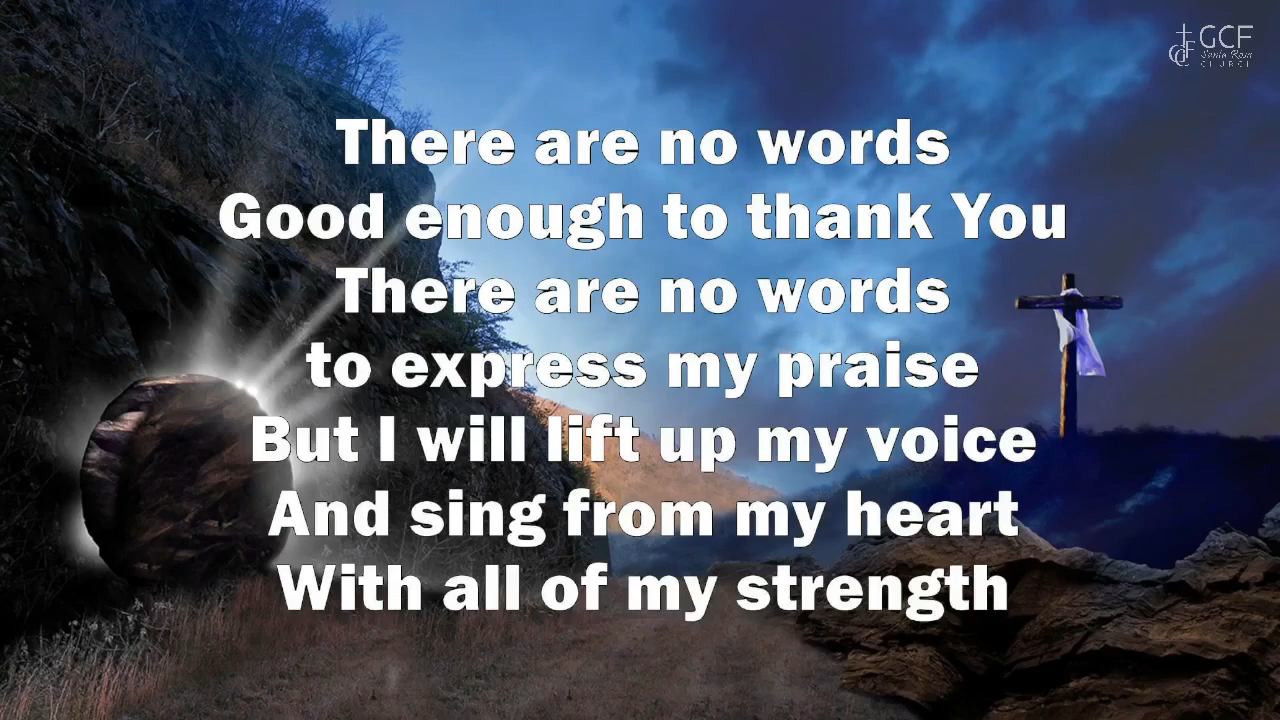 GCF
Santa Rosa
CHURCH
There are no words
Good enough to thank You
There are no words
to express my praise
But I will lift up my voice
And sing from my heart
With all of my strength